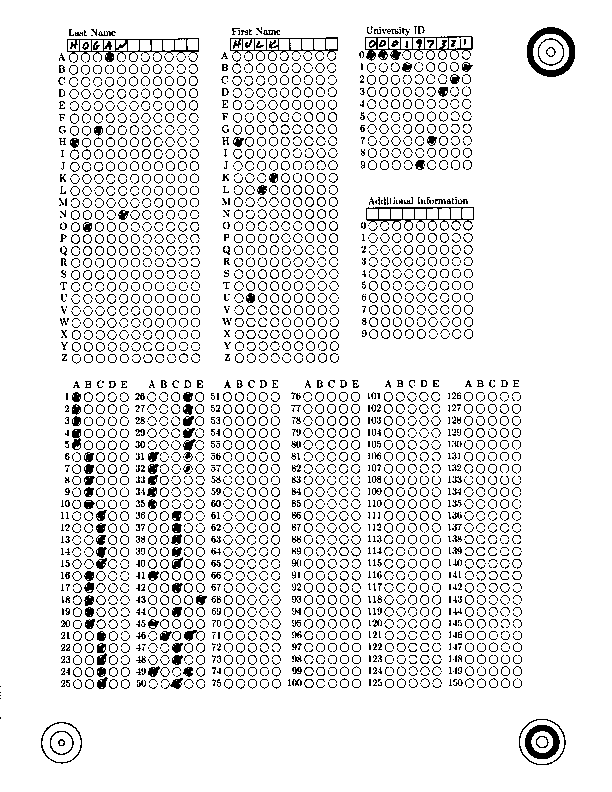 Last Name First Name University ID
HOGAN HULK 000197321
A A 0
B B 1
C C 2
D D 3
E E 4
F F 5
G G 6
H H 7
I I 8
J J 9
K K
L L
M M Additional Information
N N
O O 0
P P 1
Q Q 2
R R 3
S S 4
T T 5
U U 6
V V 7
W W 8
X X 9
Y Y
Z Z
A B C D E A B C D E A B C D E A B C D E A B C D E A B C D E
1 26 51 76 101 126
2 27 52 77 102 127
3 28 53 78 103 128
4 29 54 79 104 129
5 30 55 80 105 130
6 31 56 81 106 131
7 32 57 82 107 132
8 33 58 83 108 133
9 34 59 84 109 134
10 35 60 85 110 135
11 36 61 86 111 136
12 37 62 87 112 137
13 38 63 88 113 138
14 39 64 89 114 139
15 40 65 90 115 140
16 41 66 91 116 141
17 42 67 92 117 142
18 43 68 93 118 143
19 44 69 94 119 144
20 45 70 95 120 145
21 46 71 96 121 146
22 47 72 97 122 147
23 48 73 98 123 148
24 49 74 99 124 149
25 50 75 100 125 150